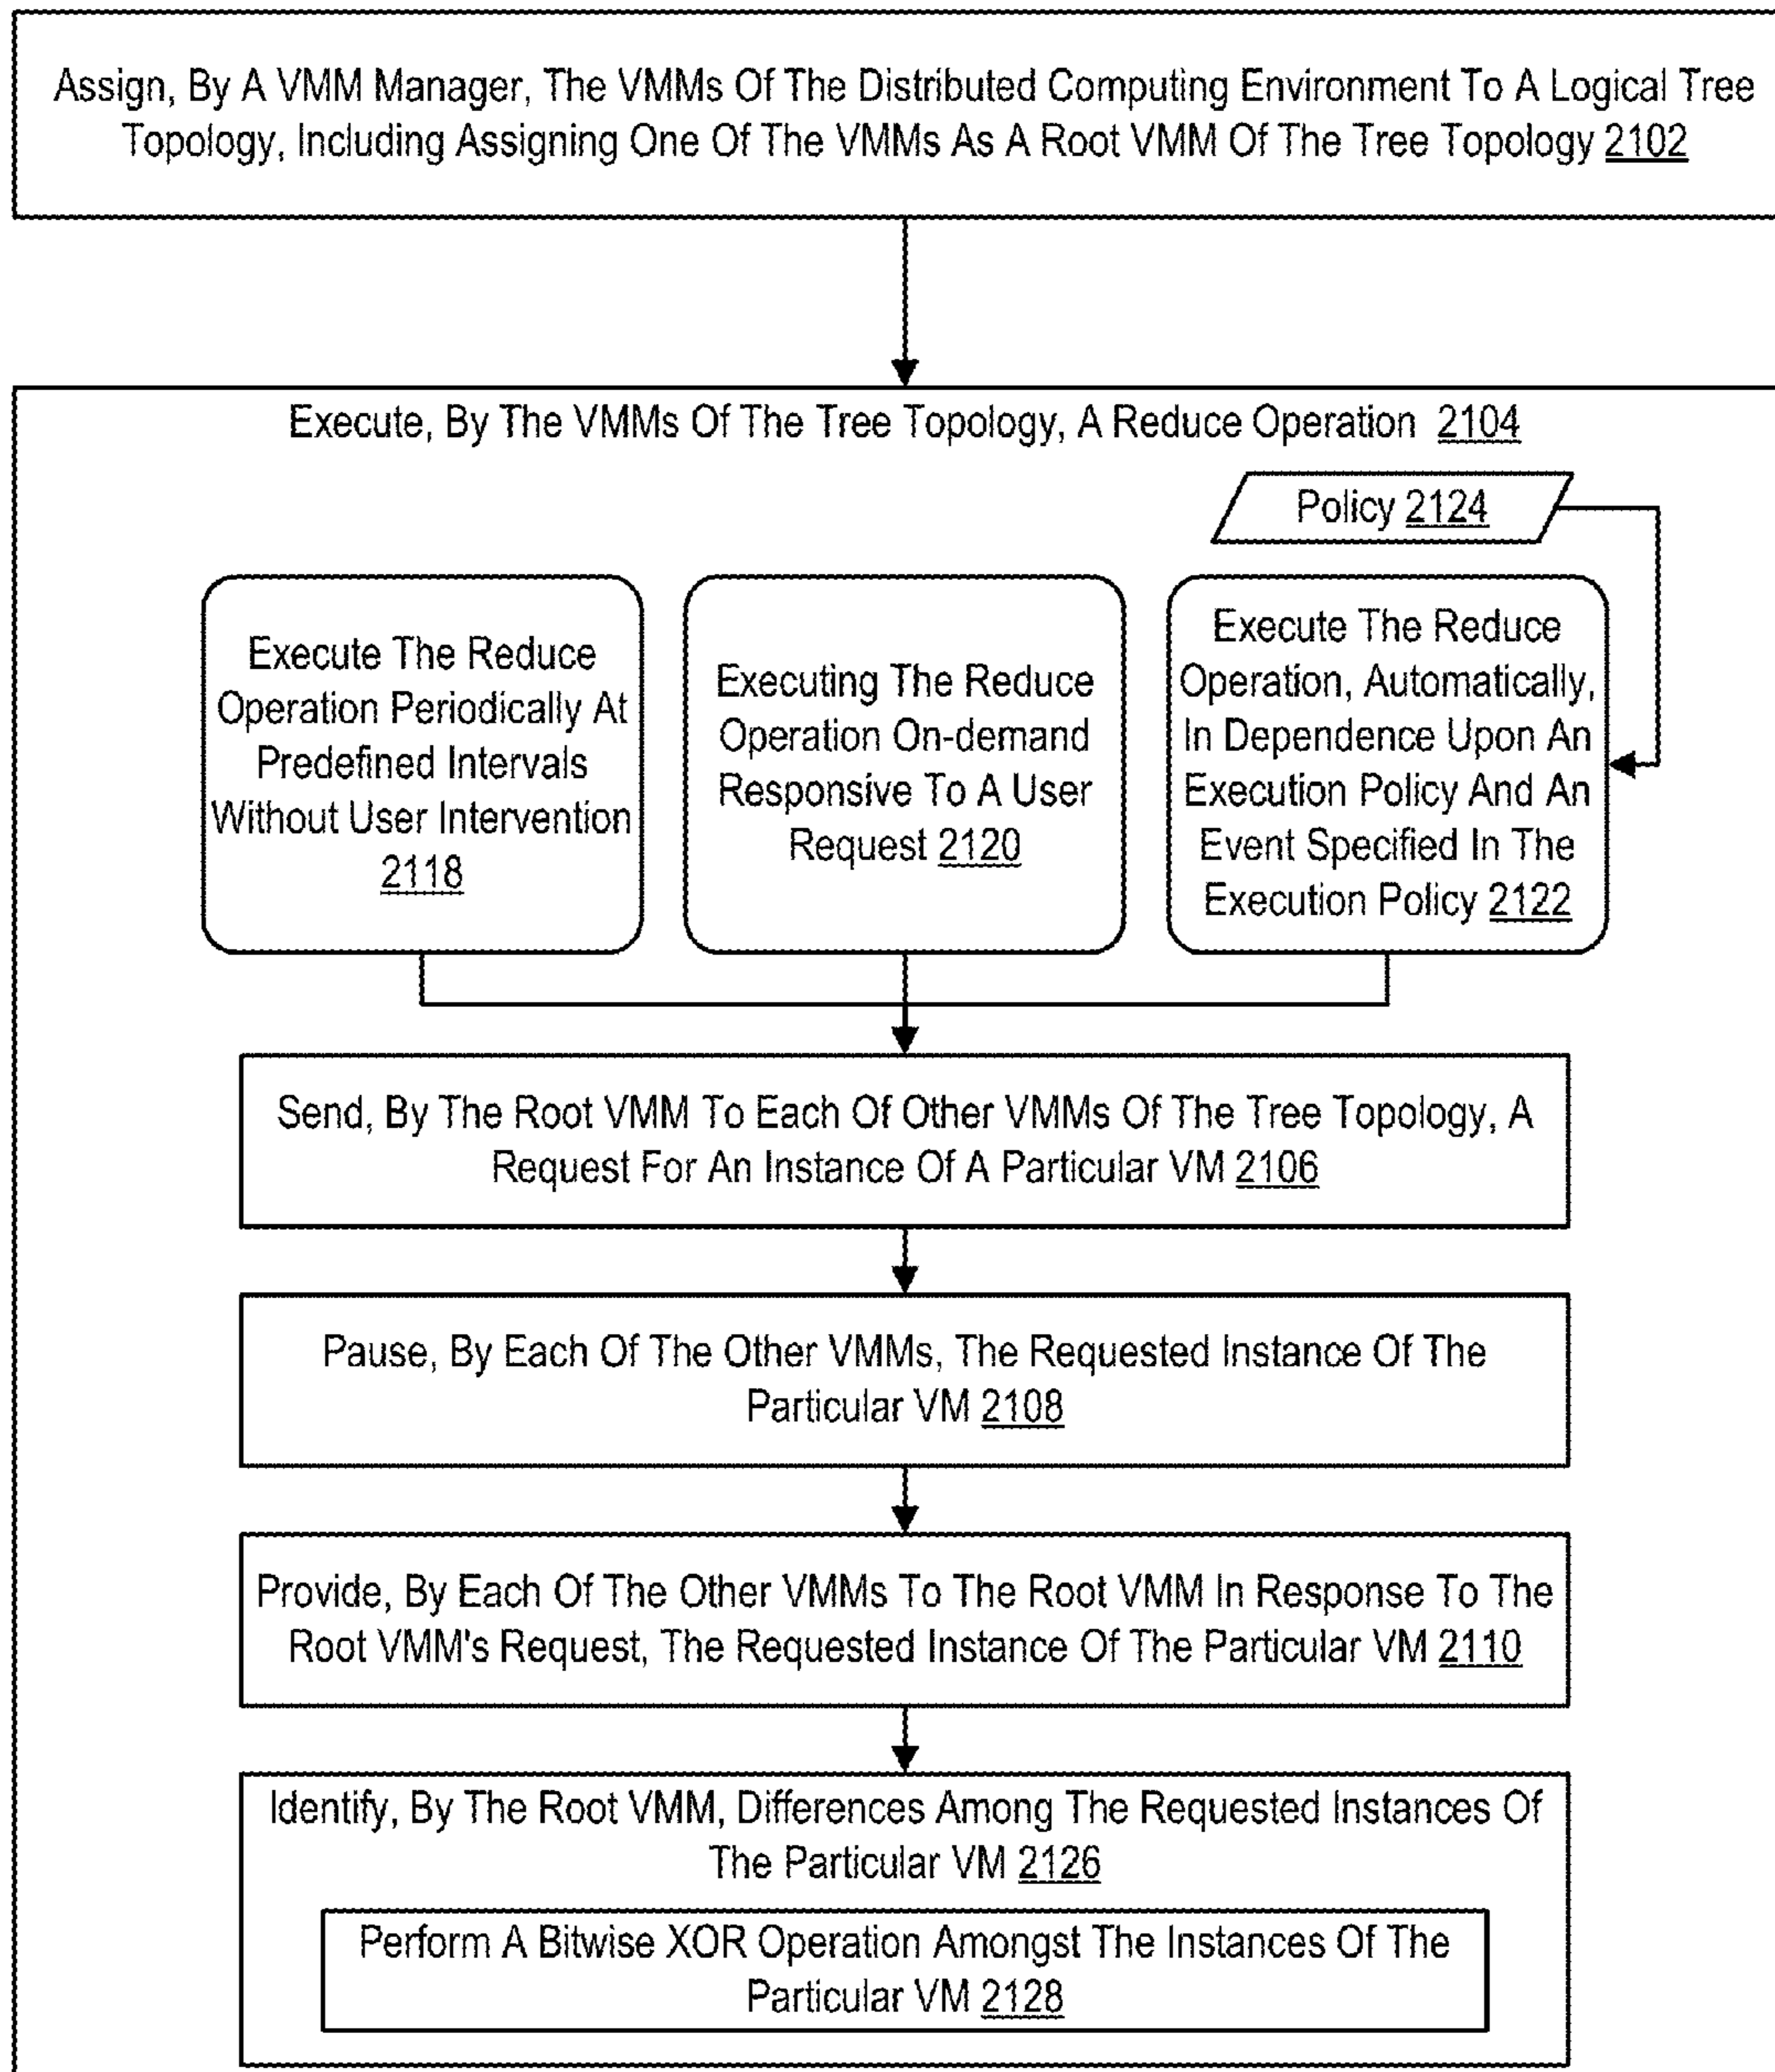 Assign, By A VMM Manager, The VMMs Of The Distributed Computing Environment To A Logical Tree
Topology, Including Assigning One Of The VMMs As A Root VMM Of The Tree Topology 2102
Execute, By The VMMs Of The Tree Topology, A Reduce Operation 2104
Policy 2124
Execute The Reduce
Operation Periodically At
Predefined Intervals
Without User Intervention
2118
Executing The Reduce
Operation On-demand
Responsive To A User
Request 2120
Execute The Reduce
Operation, Automatically,
In Dependence Upon An
Execution Policy And An
Event Specified In The
Execution Policy 2122
Send, By The Root VMM To Each Of Other VMMs Of The Tree Topology, A
Request For An Instance Of A Particular VM 2106
Pause, By Each Of The Other VMMs, The Requested Instance Of The
Particular VM 2108
Provide, By Each Of The Other VMMs To The Root VMM In Response To The
Root VMM's Request, The Requested Instance Of The Particular VM 2110
Identify, By The Root VMM, Differences Among The Requested Instances Of
The Particular VM 2126
Perform A Bitwise XOR Operation Amongst The Instances Of The
Particular VM 2128